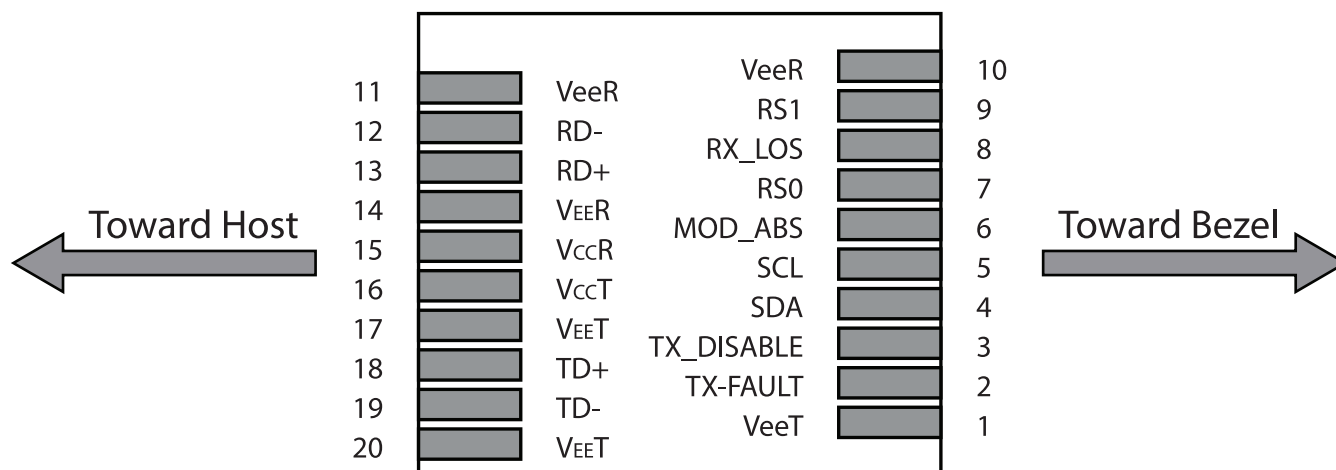 VeeR 10
11 VeeR
RS1 9
12 RD-
RX_LOS 8
13 RD+
RS0 7
14 VEER
Toward Host
MOD_ABS 6
Toward Bezel
15 VCCR
SCL 5
16 VCCT
SDA 4
17 VEET
TX_DISABLE 3
18 TD+
TX-FAULT 2
19 TD-
VeeT 1
20 VEET